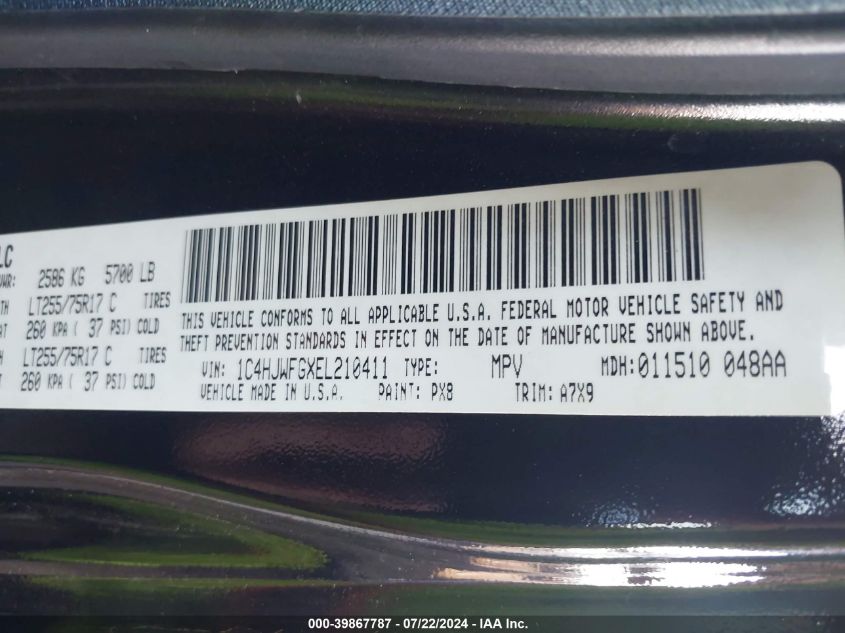 LC
2586 KG 5700 LB
LT255/75R17 C TIRES
260 KPA ( 37 PSI) COLD
LT255/75R17 C TIRES
260 KPA ( 37 PSI) COLD
THIS VEHICLE CONFORMS TO ALL APPLICABLE U.S.A. FEDERAL MOTOR VEHICLE SAFETY AND
THEFT PREVENTION STANDARDS IN EFFECT ON THE DATE OF MANUFACTURE SHOWN ABOVE.
VIN: 1C4HJWFGXEL210411 TYPE: MPV MDH:011510 048AA
VEHICLE MADE IN U.S.A. PAINT: PX8 TRIM: A7X9
000-39867787 - 07/22/2024 - IAA Inc.